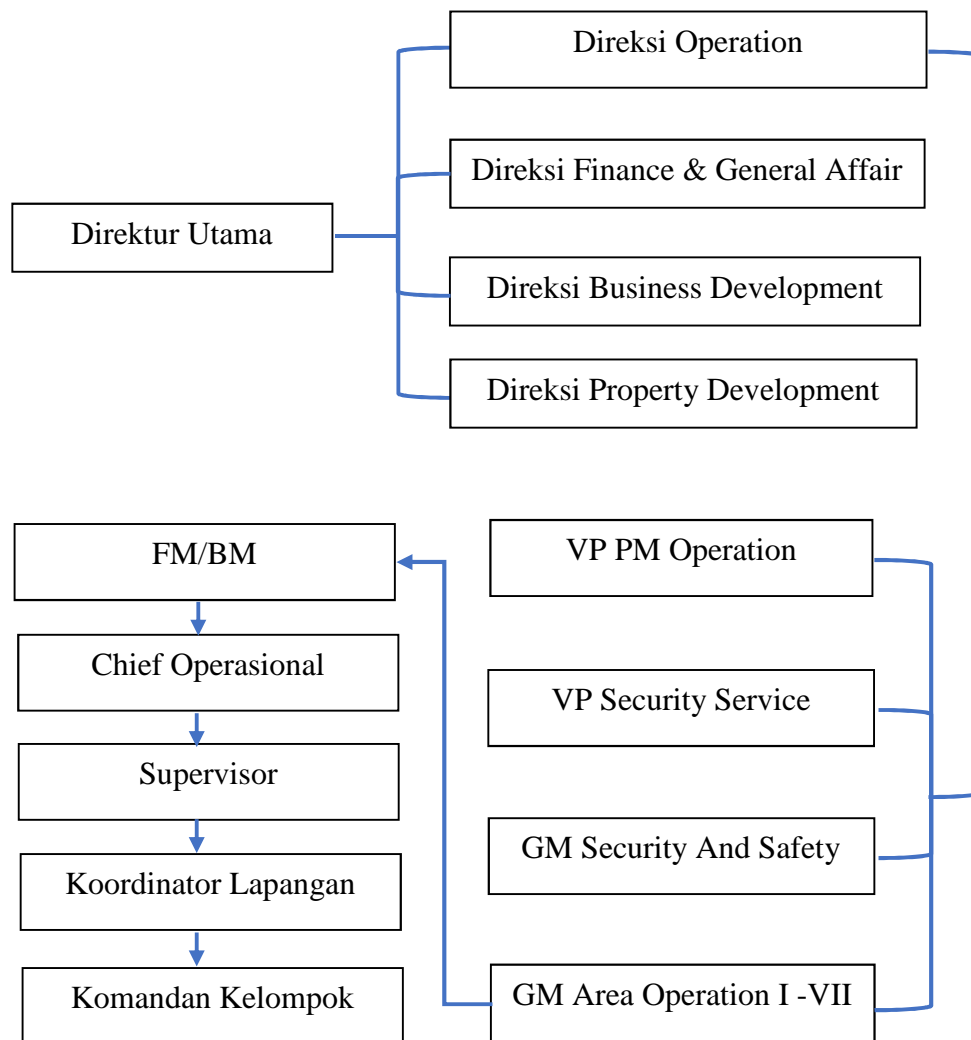 Direksi Operation
Direksi Finance & General Affair
Direktur Utama
Direksi Business Development
Direksi Property Development
FM/BM
VP PM Operation
Chief Operasional
VP Security Service
Supervisor
GM Security And Safety
Koordinator Lapangan
Komandan Kelompok
GM Area Operation I -VII